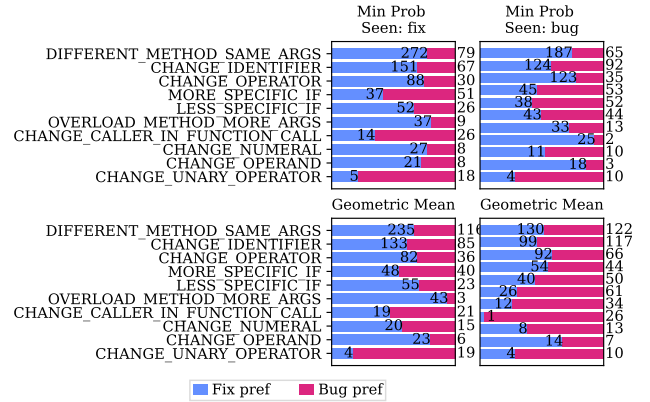 Min Prob
Seen: fix
Min Prob
Seen: bug
DIFFERENT_METHOD_SAME_ARGS 272 79 187 65
CHANGE_IDENTIFIER 151 67 124 92
CHANGE_OPERATOR 88 30 123 35
MORE_SPECIFIC_IF 37 51 45 53
LESS_SPECIFIC_IF 52 26 38 52
OVERLOAD_METHOD_MORE_ARGS 37 9 43 44
CHANGE_CALLER_IN_FUNCTION_CALL 14 26 33 13
CHANGE_NUMERAL 27 8 25 2
CHANGE_OPERAND 21 8 11 10
CHANGE_UNARY_OPERATOR 5 18 18 3
4 10
Geometric Mean Geometric Mean
DIFFERENT_METHOD_SAME_ARGS 235 116 130 122
CHANGE_IDENTIFIER 133 85 99 117
CHANGE_OPERATOR 82 36 92 66
MORE_SPECIFIC_IF 48 40 54 44
LESS_SPECIFIC_IF 55 23 40 50
OVERLOAD_METHOD_MORE_ARGS 43 3 26 61
CHANGE_CALLER_IN_FUNCTION_CALL 19 21 12 34
CHANGE_NUMERAL 20 15 1 26
CHANGE_OPERAND 23 6 8 13
CHANGE_UNARY_OPERATOR 4 19 14 7
4 10
Fix pref Bug pref